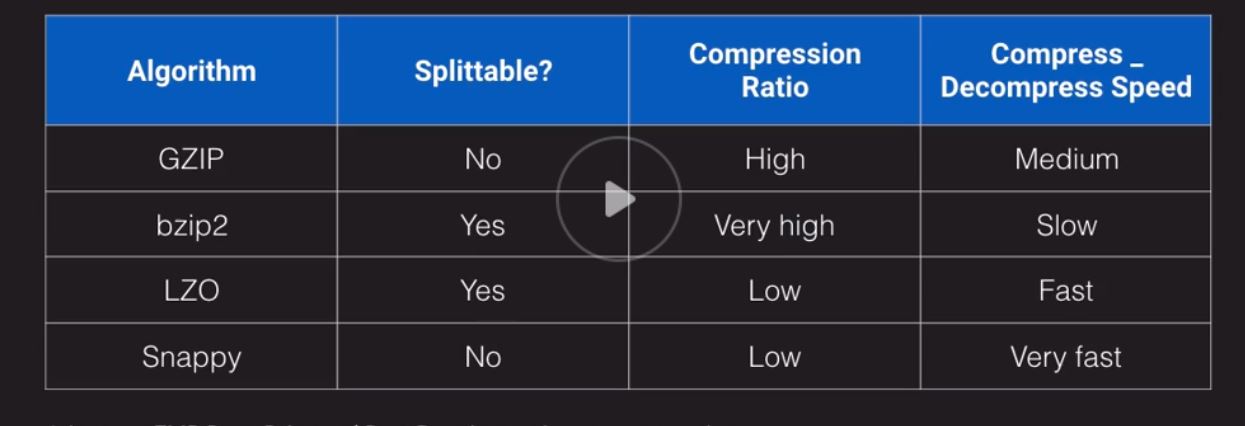 Algorithm Splittable? Compression Ratio Compress _ Decompress Speed
GZIP No High Medium
bzip2 Yes Very high Slow
LZO Yes Low Fast
Snappy No Low Very fast